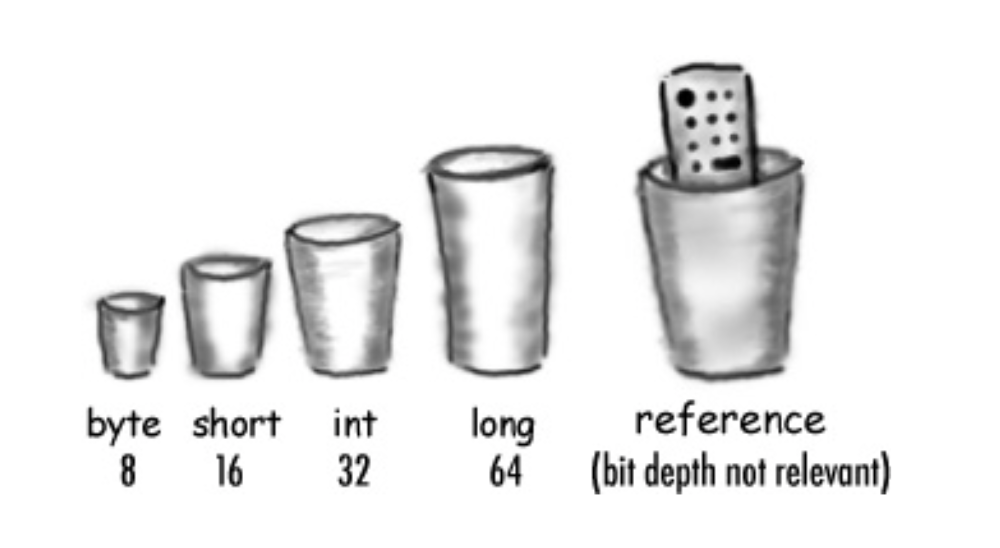 byte short int long reference
8 16 32 64 (bit depth not relevant)